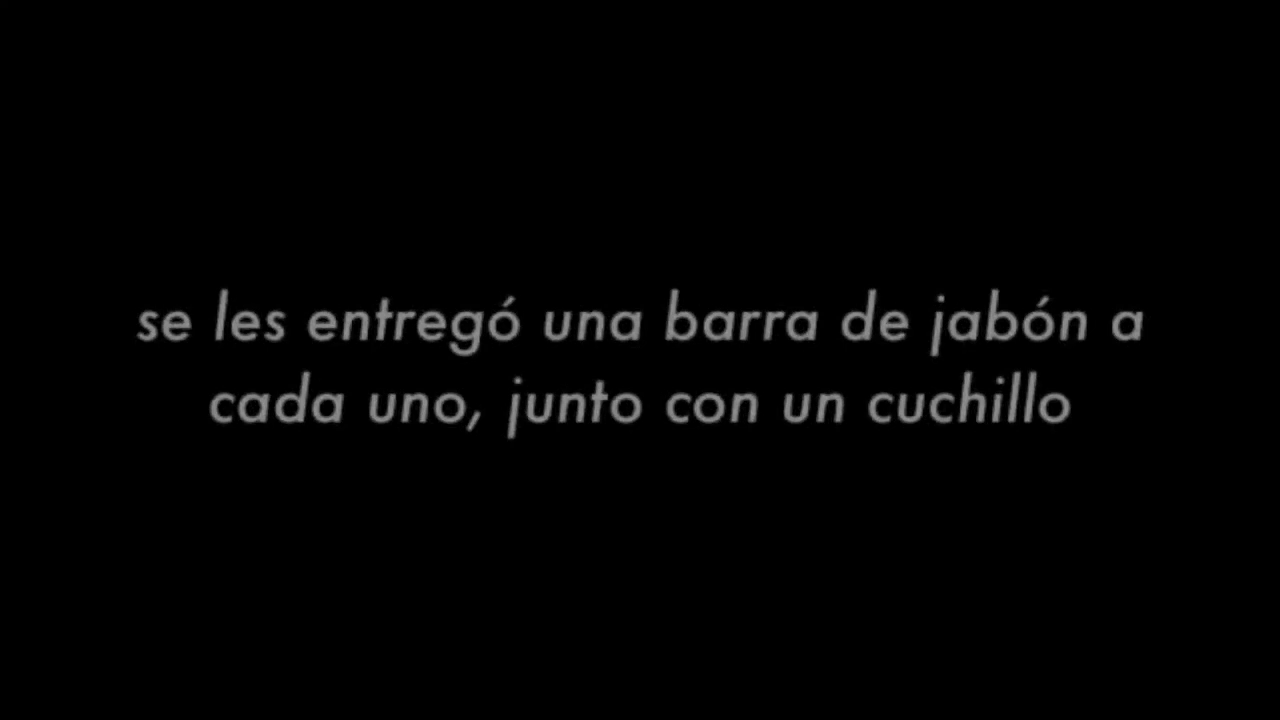 se les entregó una barra de jabón a
cada uno, junto con un cuchillo